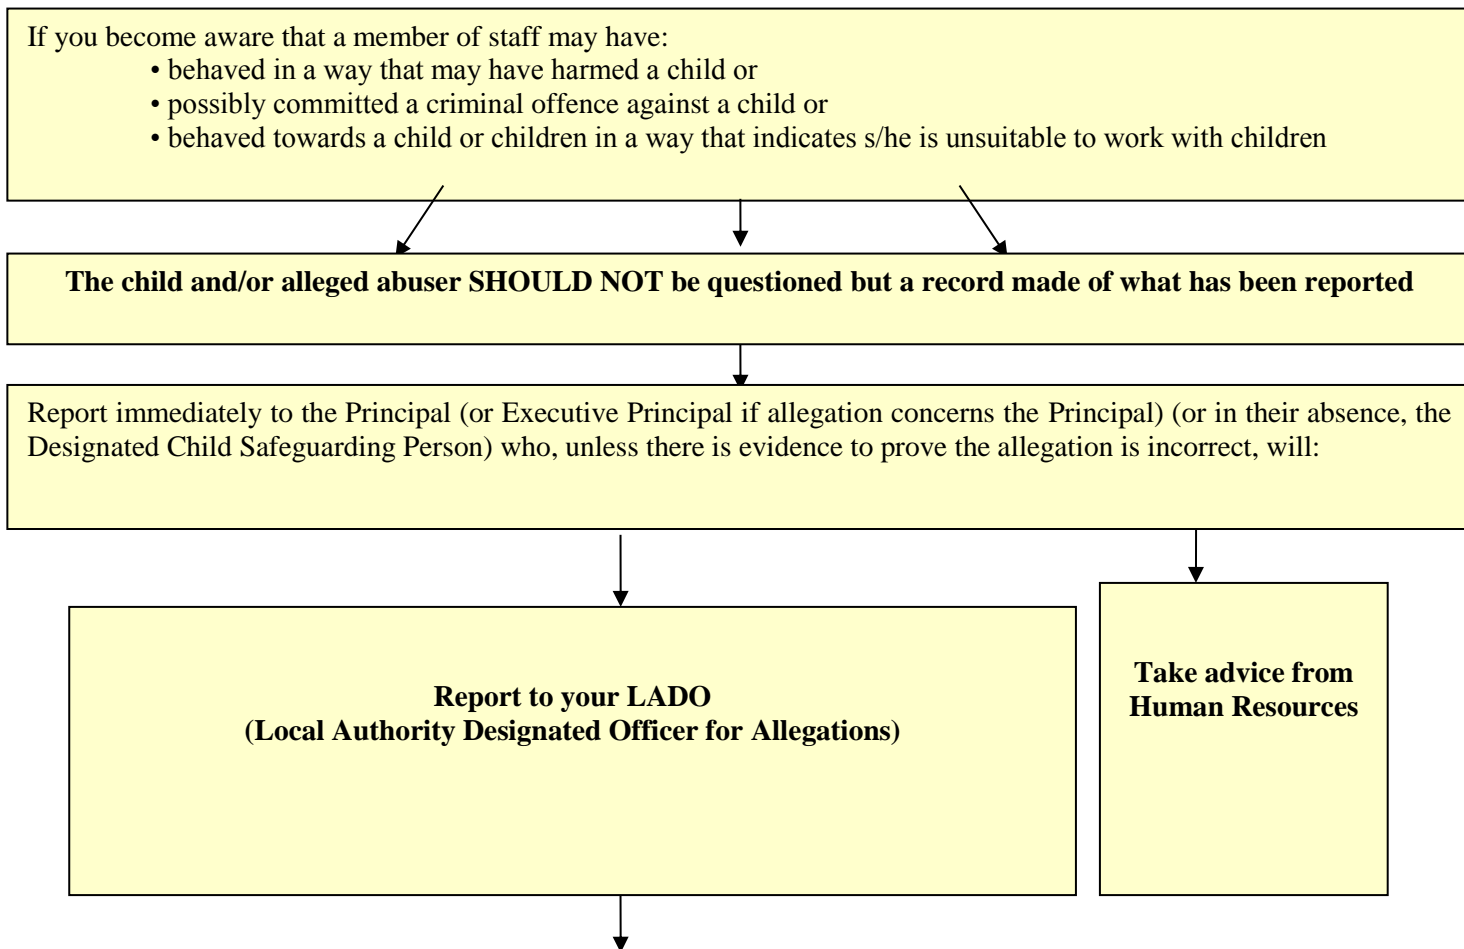 If you become aware that a member of staff may have:
• behaved in a way that may have harmed a child or
• possibly committed a criminal offence against a child or
• behaved towards a child or children in a way that indicates s/he is unsuitable to work with children
The child and/or alleged abuser SHOULD NOT be questioned but a record made of what has been reported
Report immediately to the Principal (or Executive Principal if allegation concerns the Principal) (or in their absence, the
Designated Child Safeguarding Person) who, unless there is evidence to prove the allegation is incorrect, will:
Report to your LADO
(Local Authority Designated Officer for Allegations)
Take advice from
Human Resources